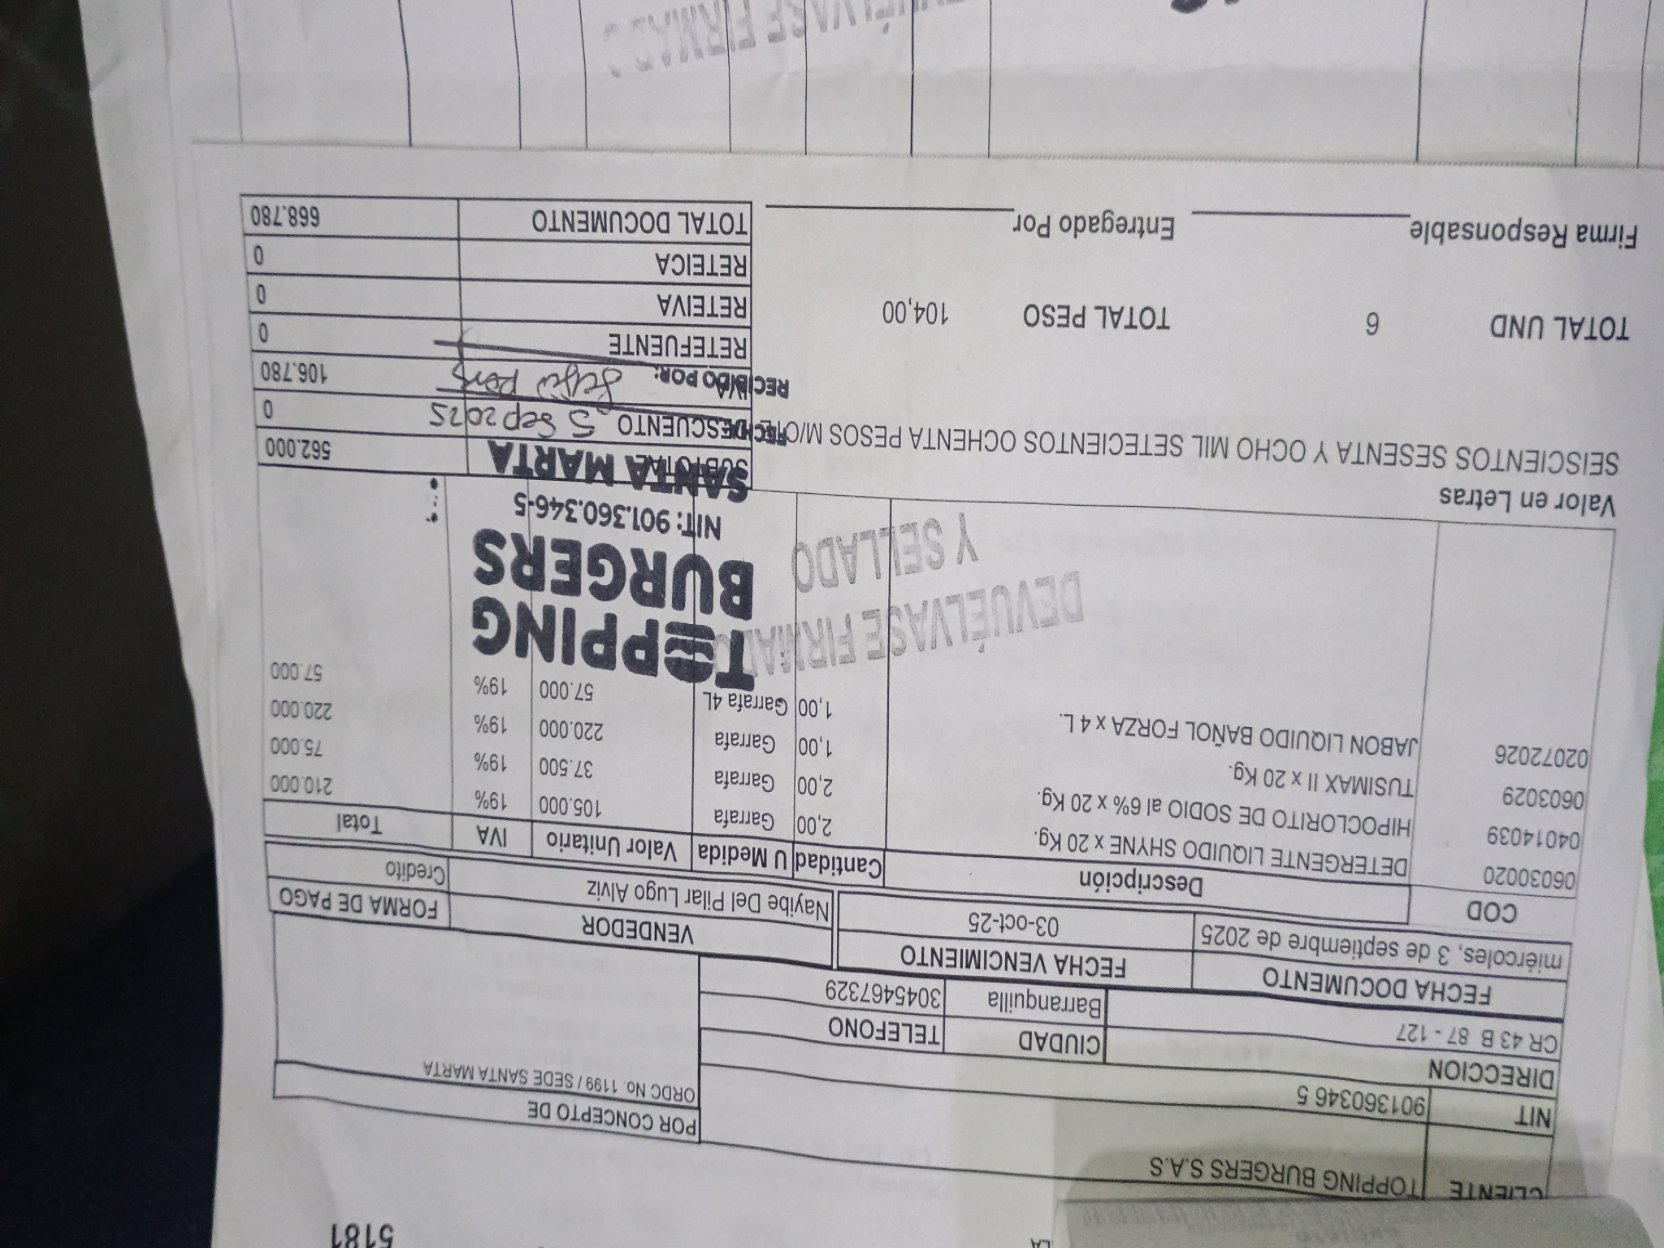 5181
LA
CLIENTE TOPPING BURGERS S.A.S
NIT 901360346 5
POR CONCEPTO DE
ORDC No. 1199 / SEDE SANTA MARTA
DIRECCION CIUDAD TELEFONO
CR 43 B 87 - 127 Barranquilla 3045467329
FECHA DOCUMENTO FECHA VENCIMIENTO VENDEDOR FORMA DE PAGO
miércoles, 3 de septiembre de 2025 03-oct-25 Nayibe Del Pilar Lugo Alviz Credito
COD Descripción Cantidad U Medida Valor Unitario IVA Total
06030020 DETERGENTE LIQUIDO SHYNE x 20 Kg. 2,00 Garrafa 105.000 19% 210.000
04014039 HIPOCLORITO DE SODIO al 6% x 20 Kg. 2,00 Garrafa 37.500 19% 75.000
0603029 TUSIMAX II x 20 Kg. 1,00 Garrafa 220.000 19% 220.000
02072026 JABON LIQUIDO BAÑOL FORZA x 4 L. 1,00 Garrafa 4L 57.000 19% 57.000
DEVUÉLVASE FIRMADO
Y SELLADO
TOPPING
BURGERS
NIT: 901.360.346-5
SANTA MARTA
Valor en Letras
SEISCIENTOS SESENTA Y OCHO MIL SETECIENTOS OCHENTA PESOS M/C
SUBTOTAL 562.000
DESCUENTO 0
FECHA 5 Sep 2025
IVA 106.780
RECIBIDO POR:
RETEFUENTE 0
RETEIVA 0
RETEICA 0
TOTAL DOCUMENTO 668.780
TOTAL UND 6 TOTAL PESO 104,00
Firma Responsable Entregado Por
DEVUÉLVASE FIRMADO